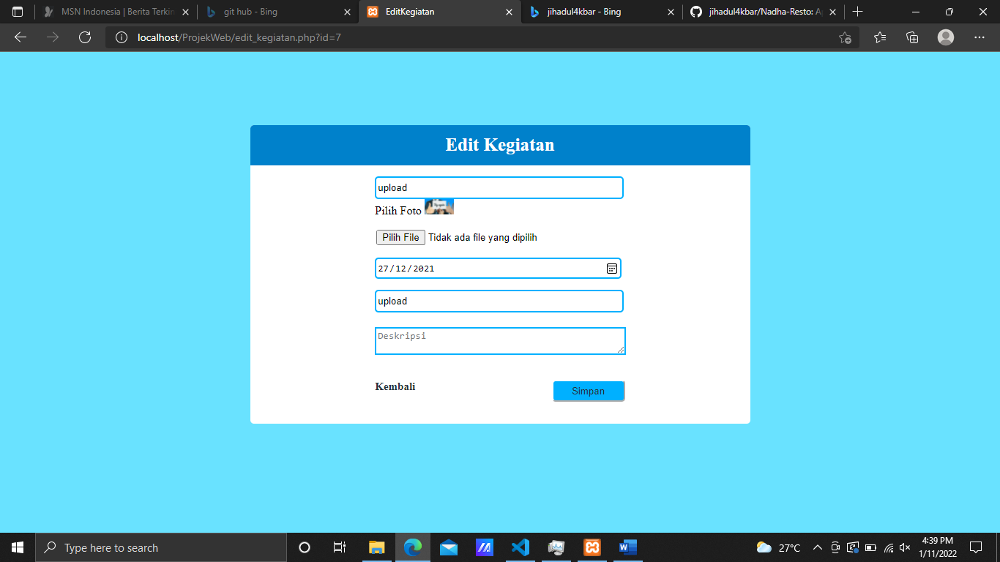 MSN Indonesia | Berita Terkin
git hub - Bing
EditKegiatan
jihadul4kbar - Bing
jihadul4kbar/Nadha-Resto: A
localhost/ProjekWeb/edit_kegiatan.php?id=7
Edit Kegiatan
upload
Pilih Foto
Pilih File Tidak ada file yang dipilih
27/12/2021
upload
Deskripsi
Kembali
Simpan
Type here to search
27°C
4:39 PM
1/11/2022